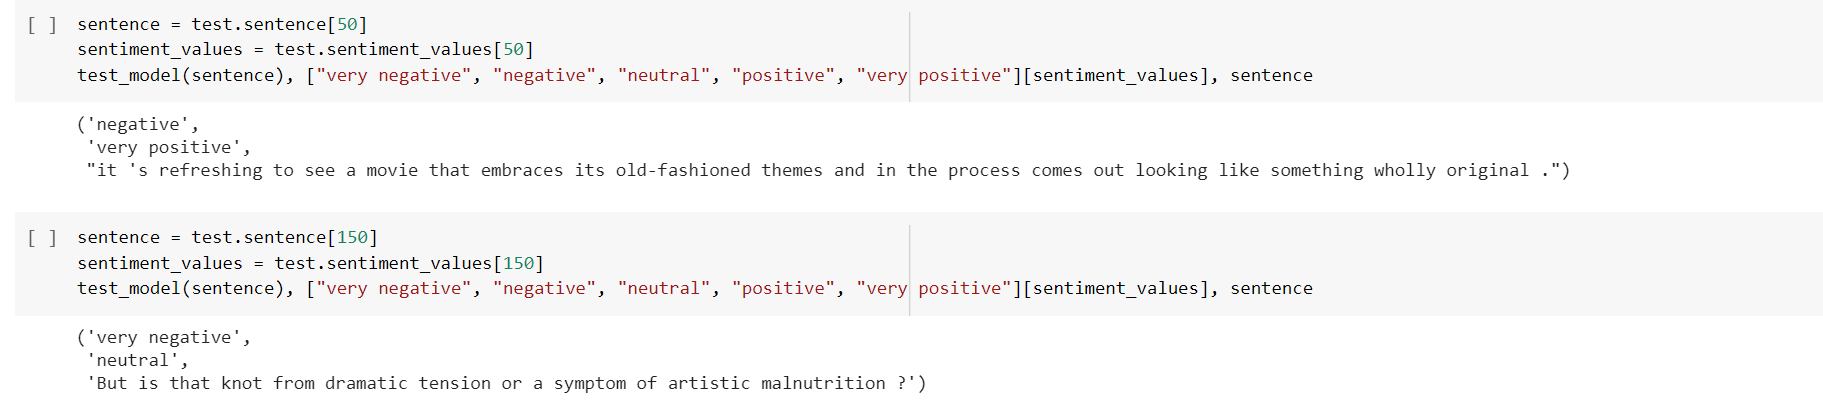 [ ] sentence = test.sentence[50]
sentiment_values = test.sentiment_values[50]
test_model(sentence), ["very negative", "negative", "neutral", "positive", "very positive"][sentiment_values], sentence
('negative',
'very positive',
"it 's refreshing to see a movie that embraces its old-fashioned themes and in the process comes out looking like something wholly original .")
[ ] sentence = test.sentence[150]
sentiment_values = test.sentiment_values[150]
test_model(sentence), ["very negative", "negative", "neutral", "positive", "very positive"][sentiment_values], sentence
('very negative',
'neutral',
'But is that knot from dramatic tension or a symptom of artistic malnutrition ?')